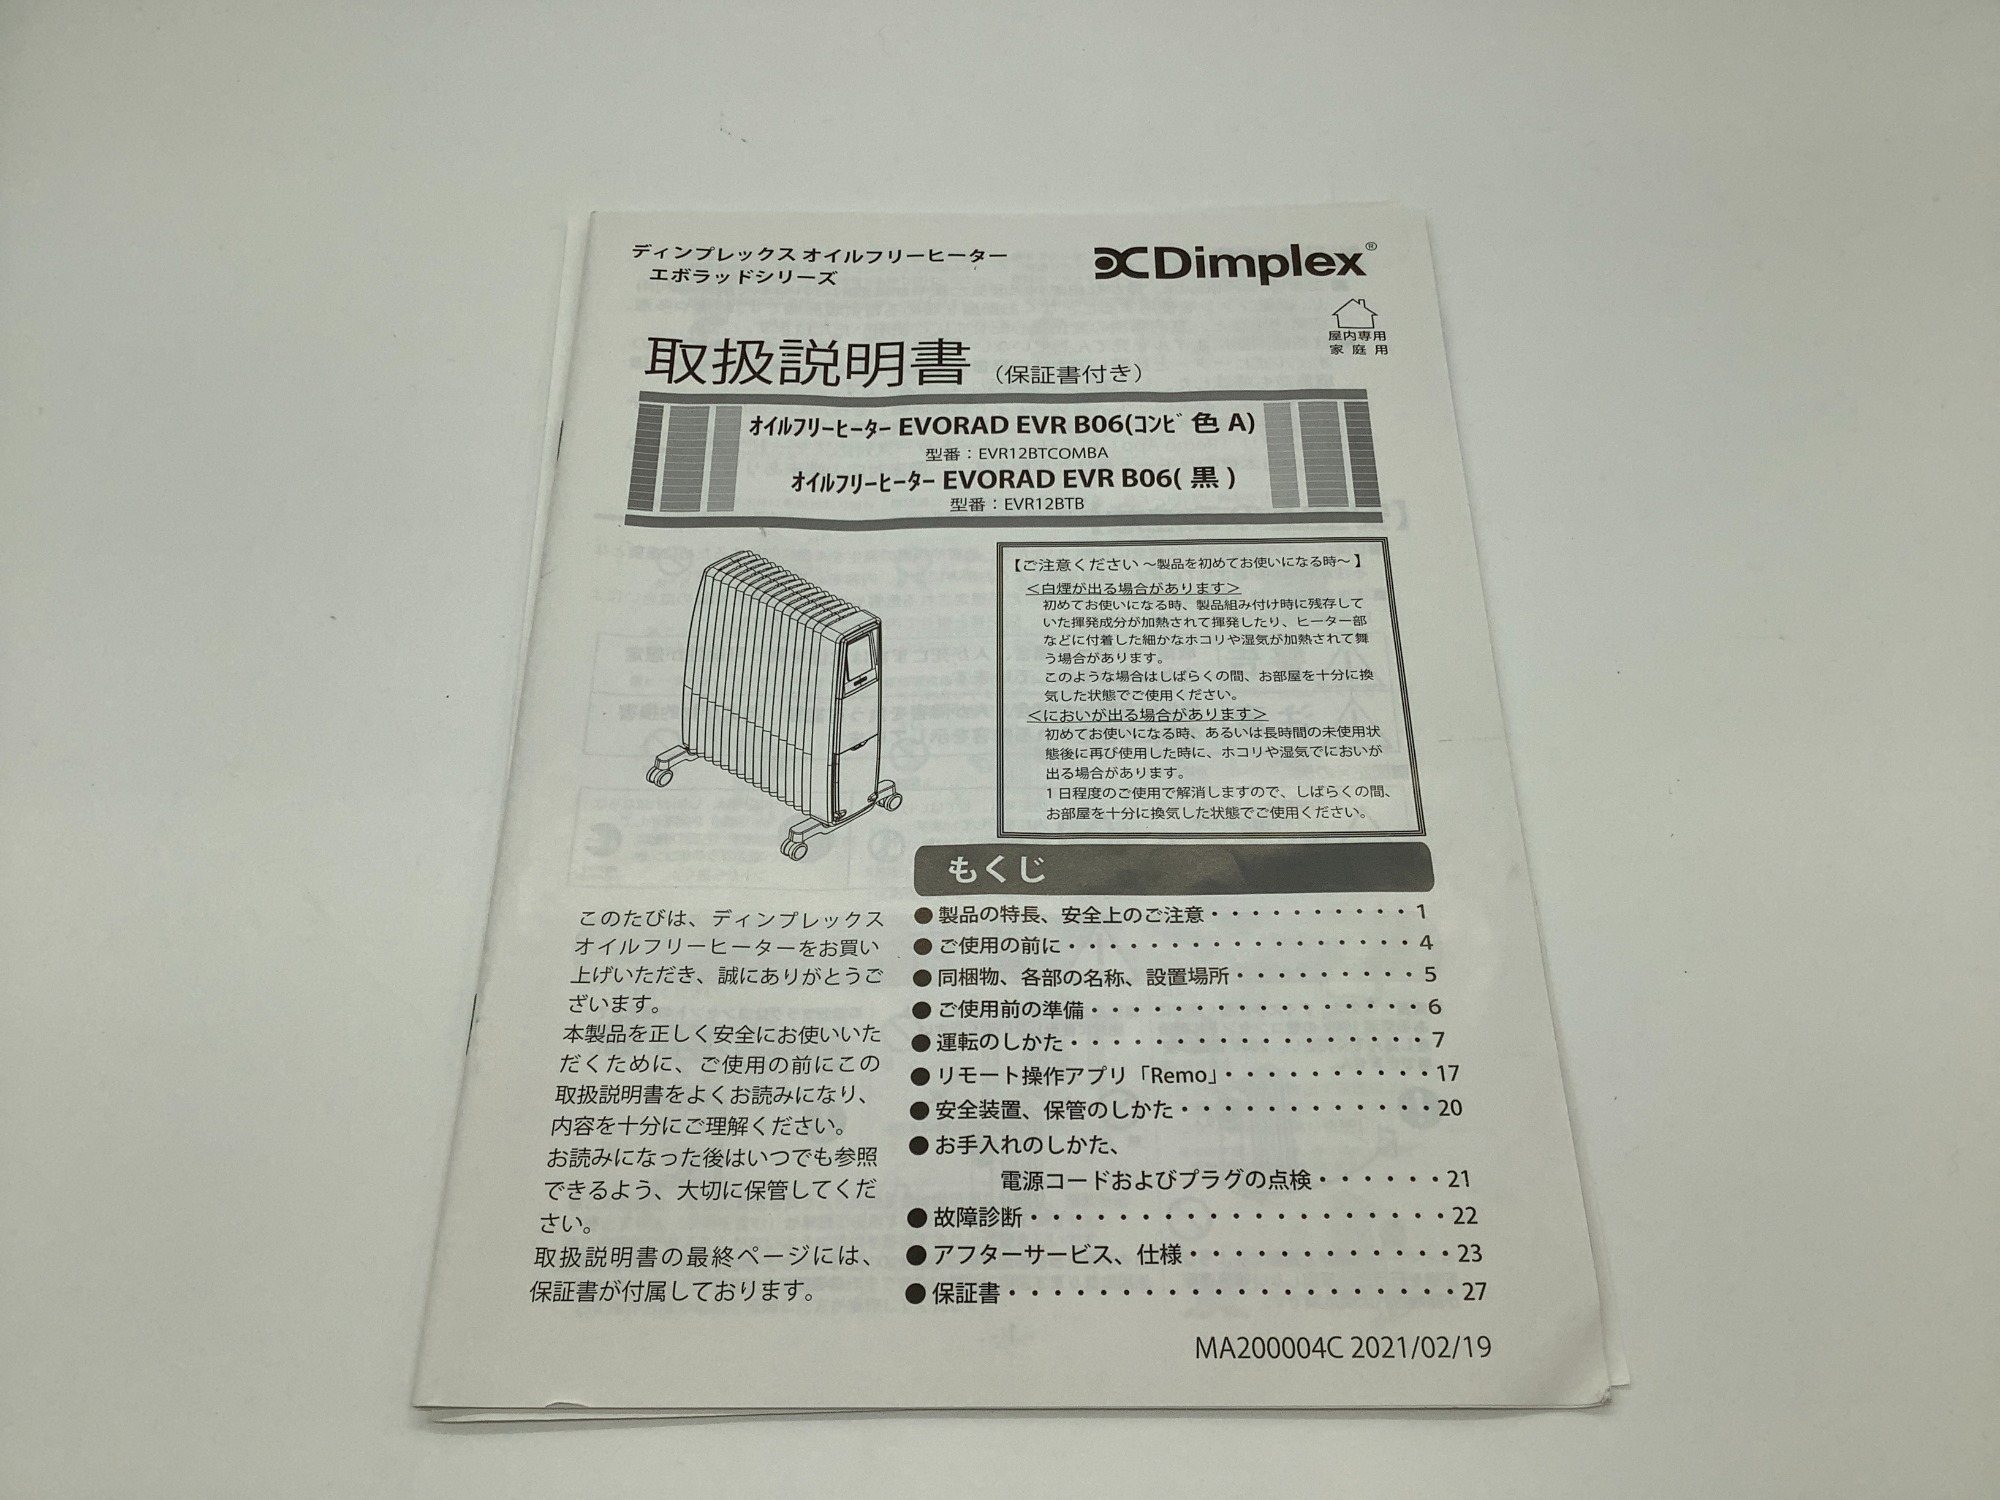 ディンプレックス オイルフリーヒーター
エボラッドシリーズ
Dimplex®
屋内専用
家庭用
取扱説明書（保証書付き）
オイルフリーヒーター EVORAD EVR B06(コンビ色 A)
型番：EVR12BTCOMBA
オイルフリーヒーター EVORAD EVR B06( 黒 )
型番：EVR12BTB
【ご注意ください ～製品を初めてお使いになる時～】
＜白煙が出る場合があります＞
初めてお使いになる時、製品組み付け時に残存して
いた揮発成分が加熱されて揮発したり、ヒーター部
などに付着した細かなホコリや湿気が加熱されて舞
う場合があります。
このような場合はしばらくの間、お部屋を十分に換
気した状態でご使用ください。
＜においが出る場合があります＞
初めてお使いになる時、あるいは長時間の未使用状
態後に再び使用した時に、ホコリや湿気でにおいが
出る場合があります。
１日程度のご使用で解消しますので、しばらくの間、
お部屋を十分に換気した状態でご使用ください。
このたびは、ディンプレックス
オイルフリーヒーターをお買い
上げいただき、誠にありがとうご
ざいます。
本製品を正しく安全にお使いいた
だくために、ご使用の前にこの
取扱説明書をよくお読みになり、
内容を十分にご理解ください。
お読みになった後はいつでも参照
できるよう、大切に保管してくだ
さい。
取扱説明書の最終ページには、
保証書が付属しております。
もくじ
●製品の特長、安全上のご注意・・・・・・・・・・1
●ご使用の前に・・・・・・・・・・・・・・・・・4
●同梱物、各部の名称、設置場所・・・・・・・・・5
●ご使用前の準備・・・・・・・・・・・・・・・・6
●運転のしかた・・・・・・・・・・・・・・・・・7
●リモート操作アプリ「Remo」・・・・・・・・・・17
●安全装置、保管のしかた・・・・・・・・・・・・20
●お手入れのしかた、
電源コードおよびプラグの点検・・・・・・21
●故障診断・・・・・・・・・・・・・・・・・・・22
●アフターサービス、仕様・・・・・・・・・・・・23
●保証書・・・・・・・・・・・・・・・・・・・・27
MA200004C 2021/02/19